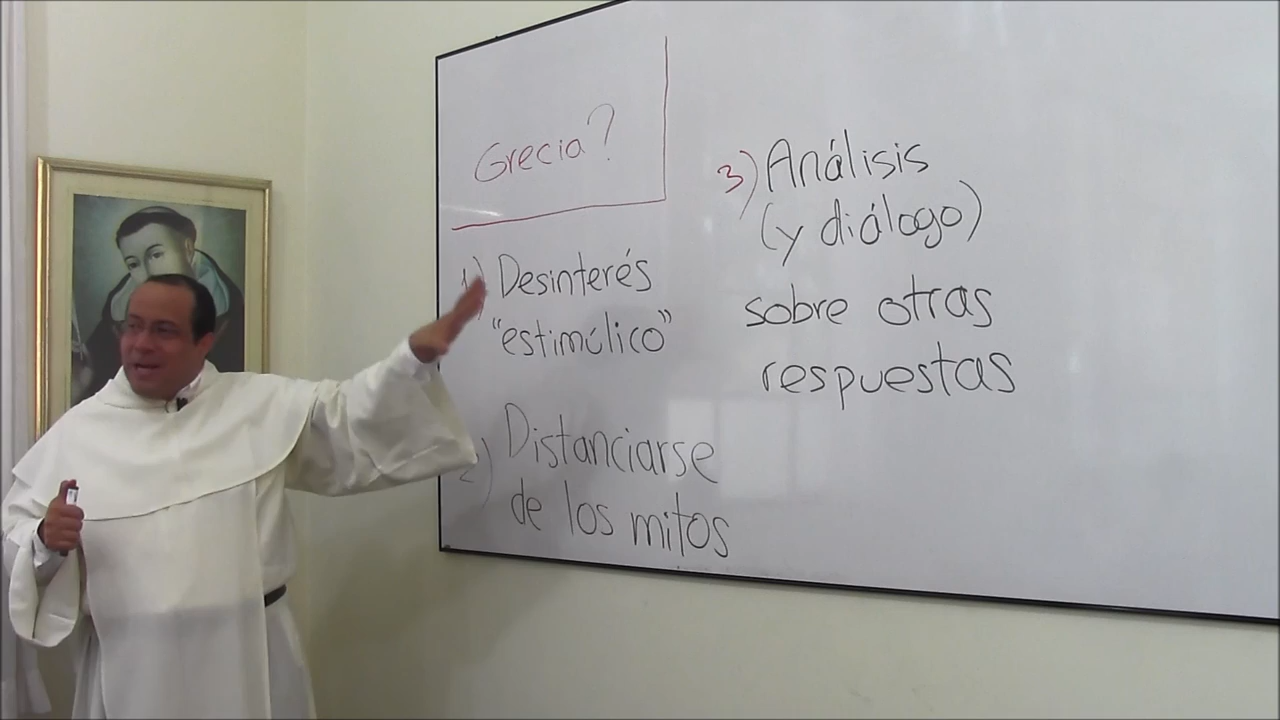 Grecia?
1) Desinterés
"estimúlico"
2) Distanciarse
de los mitos
3) Análisis
(y diálogo)
sobre otras
respuestas